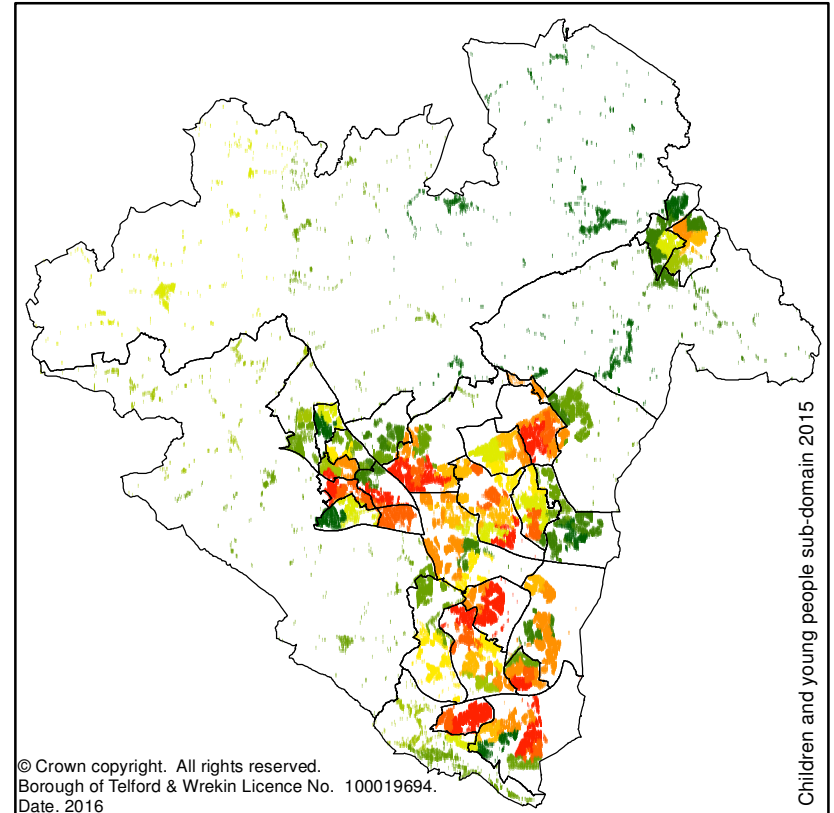 Children and young people sub-domain 2015
© Crown copyright.  All rights reserved.
Borough of Telford & Wrekin Licence No.  100019694.
Date. 2016